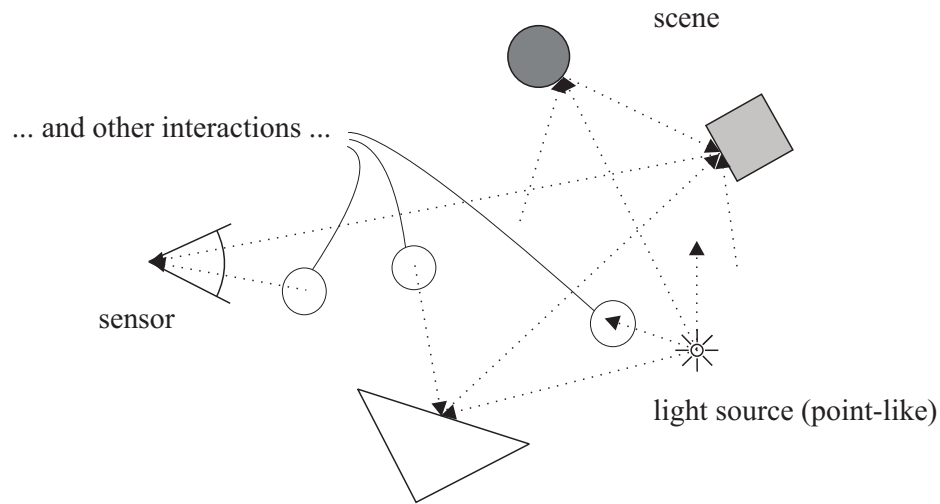 scene
... and other interactions ...
sensor
light source (point-like)